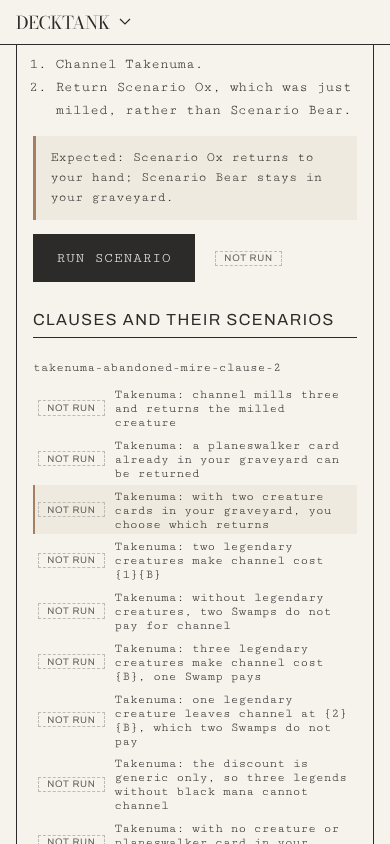 DECKTANK
1. Channel Takenuma.
2. Return Scenario Ox, which was just
milled, rather than Scenario Bear.
Expected: Scenario Ox returns to
your hand; Scenario Bear stays in
your graveyard.
RUN SCENARIO
NOT RUN
CLAUSES AND THEIR SCENARIOS
takenuma-abandoned-mire-clause-2
NOT RUN
Takenuma: channel mills three
and returns the milled
creature
NOT RUN
Takenuma: a planeswalker card
already in your graveyard can
be returned
NOT RUN
Takenuma: with two creature
cards in your graveyard, you
choose which returns
NOT RUN
Takenuma: two legendary
creatures make channel cost
{1}{B}
NOT RUN
Takenuma: without legendary
creatures, two Swamps do not
pay for channel
NOT RUN
Takenuma: three legendary
creatures make channel cost
{B}, one Swamp pays
NOT RUN
Takenuma: one legendary
creature leaves channel at {2}
{B}, which two Swamps do not
pay
NOT RUN
Takenuma: the discount is
generic only, so three legends
without black mana cannot
channel
NOT RUN
Takenuma: with no creature or
planeswalker card in your